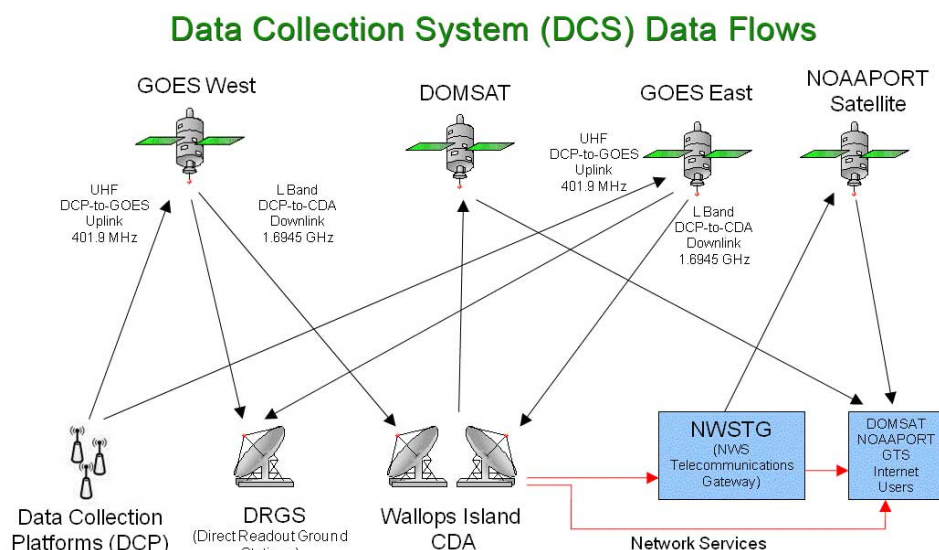 Data Collection System (DCS) Data Flows
GOES West
DOMSAT
GOES East
NOAAPORT
Satellite
UHF
DCP-to-GOES
Uplink
401.9 MHz
L Band
DCP-to-CDA
Downlink
1.6945 GHz
UHF
DCP-to-GOES
Uplink
401.9 MHz
L Band
DCP-to-CDA
Downlink
1.6945 GHz
Data Collection
Platforms (DCP)
DRGS
(Direct Readout Ground
Stations)
Wallops Island
CDA
NWSTG
(NWS
Telecommunications
Gateway)
DOMSAT
NOAAPORT
GTS
Internet
Users
Network Services